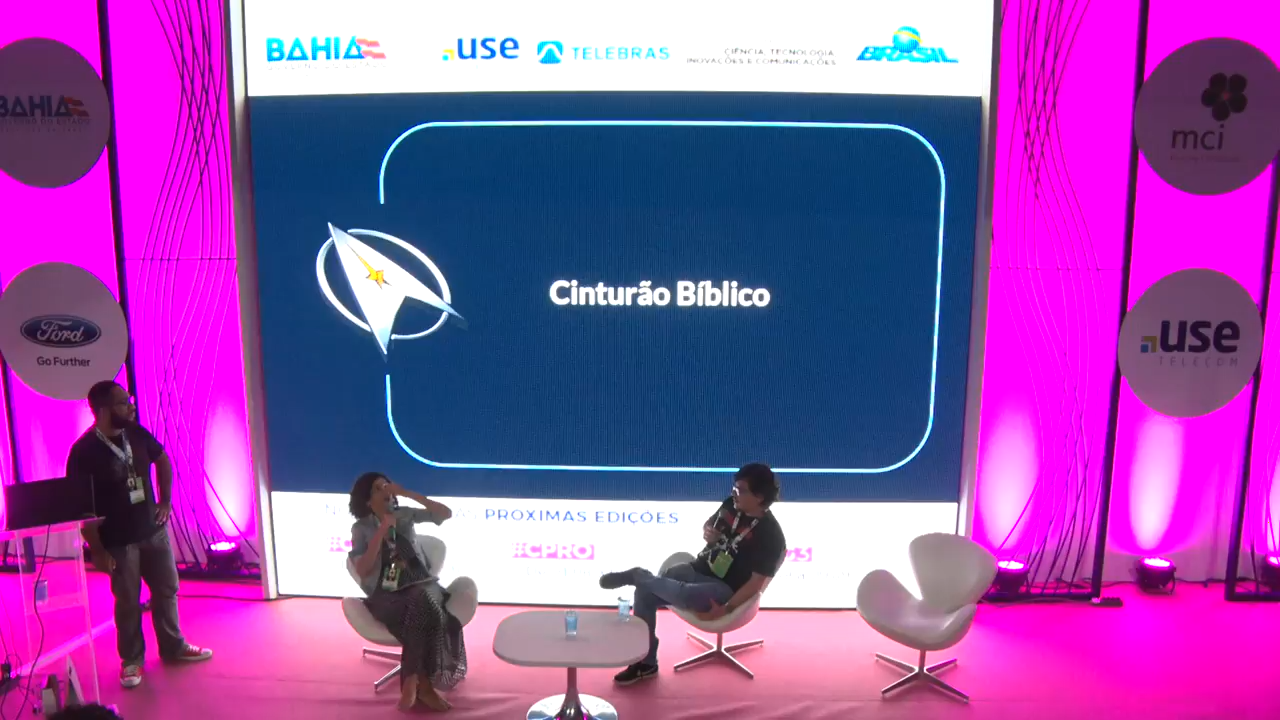 BAHIA
use
TELEBRAS
CIÊNCIA, TECNOLOGIA,
INOVAÇÕES E COMUNICAÇÕES
BRASIL
BAHIA
mci
Cinturão Bíblico
Ford
Go Further
use
TELECOM
PRÓXIMAS EDIÇÕES
#CPRO